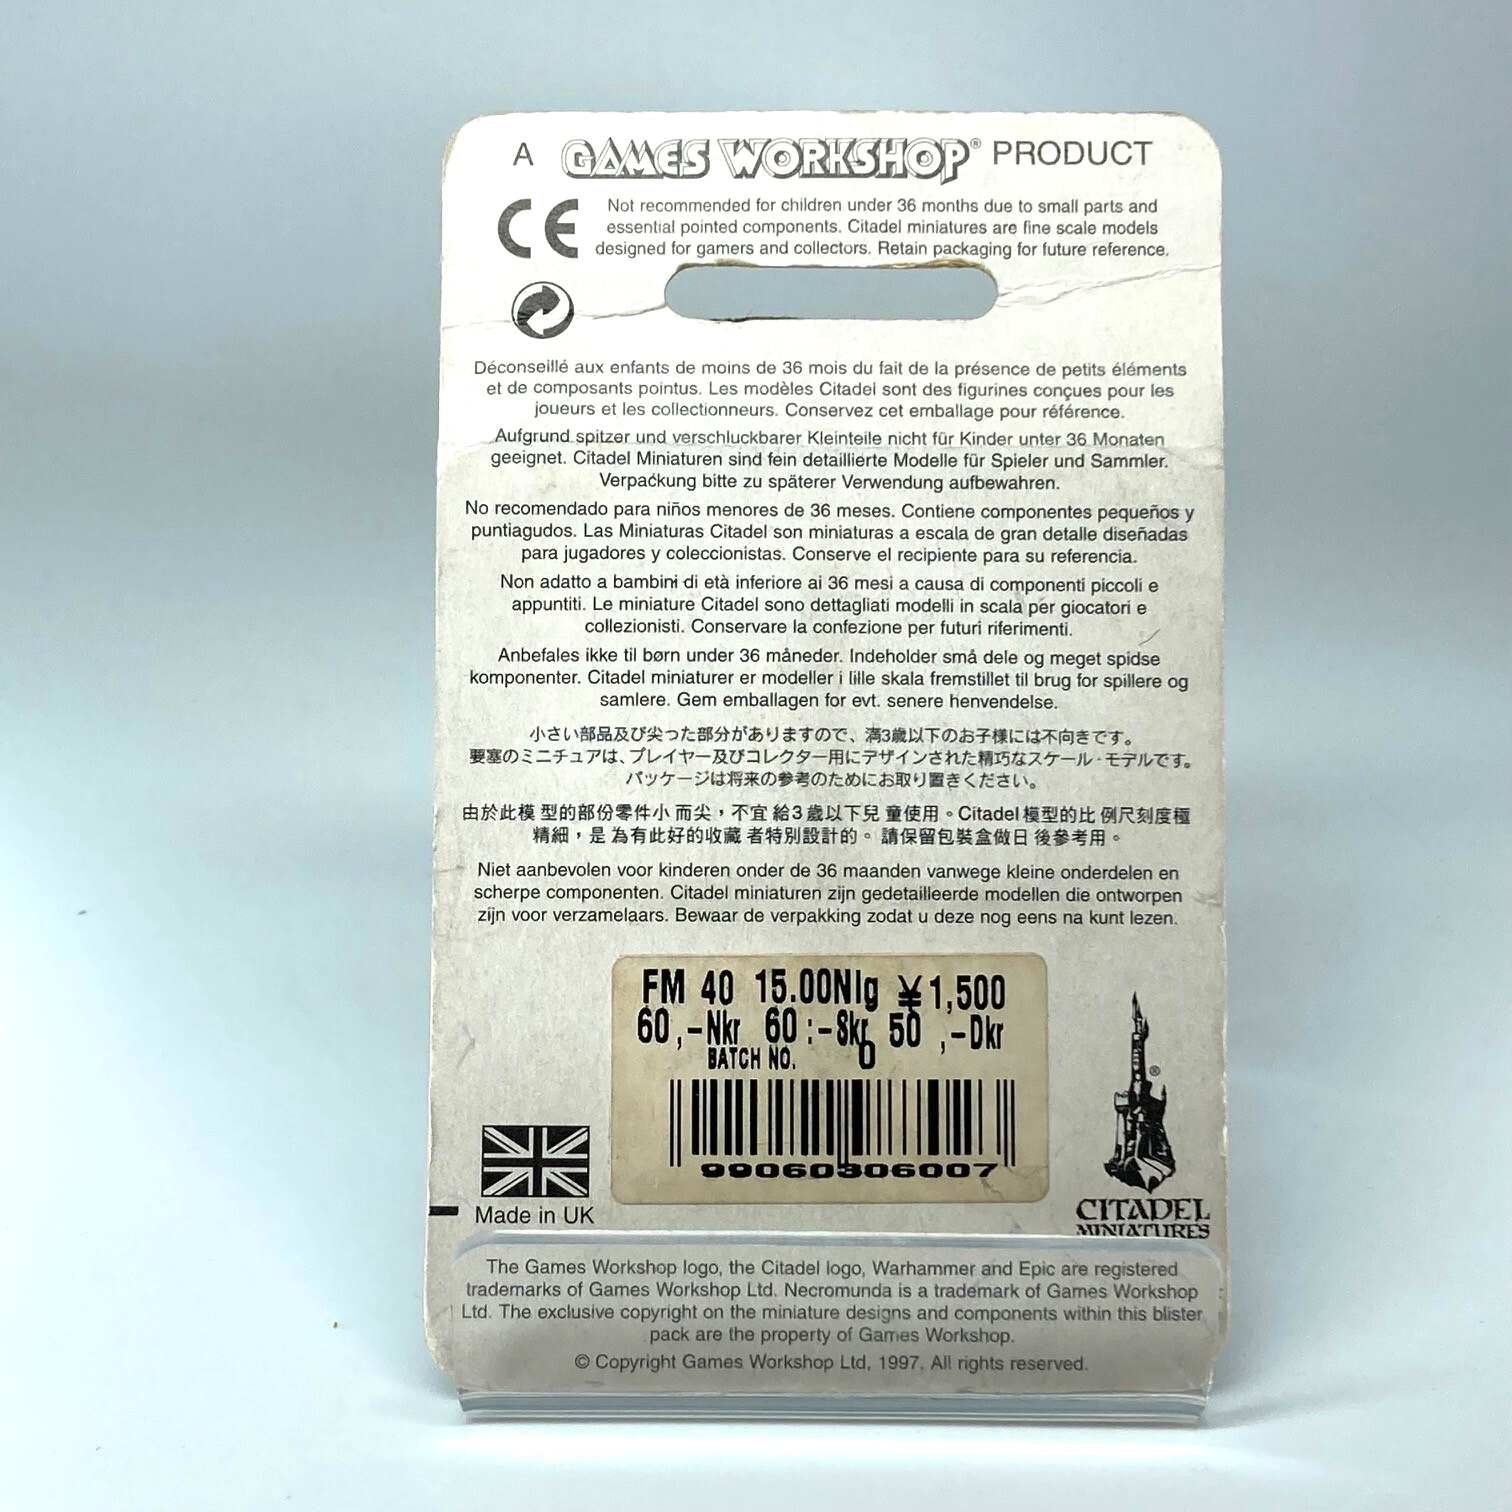 A GAMES WORKSHOP® PRODUCT
CE
Not recommended for children under 36 months due to small parts and
essential pointed components. Citadel miniatures are fine scale models
designed for gamers and collectors. Retain packaging for future reference.
Déconseillé aux enfants de moins de 36 mois du fait de la présence de petits éléments
et de composants pointus. Les modèles Citadel sont des figurines conçues pour les
joueurs et les collectionneurs. Conservez cet emballage pour référence.
Aufgrund spitzer und verschluckbarer Kleinteile nicht für Kinder unter 36 Monaten
geeignet. Citadel Miniaturen sind fein detaillierte Modelle für Spieler und Sammler.
Verpackung bitte zu späterer Verwendung aufbewahren.
No recomendado para niños menores de 36 meses. Contiene componentes pequeños y
puntiagudos. Las Miniaturas Citadel son miniaturas a escala de gran detalle diseñadas
para jugadores y coleccionistas. Conserve el recipiente para su referencia.
Non adatto a bambini di età inferiore ai 36 mesi a causa di componenti piccoli e
appuntiti. Le miniature Citadel sono dettagliati modelli in scala per giocatori e
collezionisti. Conservare la confezione per futuri riferimenti.
Anbefales ikke til børn under 36 måneder. Indeholder små dele og meget spidse
komponenter. Citadel miniaturer er modeller i lille skala fremstillet til brug for spillere og
samlere. Gem emballagen for evt. senere henvendelse.
小さい部品及び尖った部分がありますので、満3歳以下のお子様には不向きです。
要塞のミニチュアは、プレイヤー及びコレクター用にデザインされた精巧なスケール·モデルです。
パッケージは将来の参考のためにお取り置きください。
由於此模 型的部份零件小 而尖，不宜 給3 歲以下兒 童使用。Citadel 模型的比 例尺刻度極
精細，是 為有此好的收藏 者特別設計的。 請保留包裝盒做日 後參考用。
Niet aanbevolen voor kinderen onder de 36 maanden vanwege kleine onderdelen en
scherpe componenten. Citadel miniaturen zijn gedetailleerde modellen die ontworpen
zijn voor verzamelaars. Bewaar de verpakking zodat u deze nog eens na kunt lezen.
FM 40 15.00Nlg ¥1,500
60,-Nkr 60:-Skr 50,-Dkr
BATCH NO. 0
99060306007
®
Made in UK
CITADEL
MINIATURES
The Games Workshop logo, the Citadel logo, Warhammer and Epic are registered
trademarks of Games Workshop Ltd. Necromunda is a trademark of Games Workshop
Ltd. The exclusive copyright on the miniature designs and components within this blister
pack are the property of Games Workshop.
© Copyright Games Workshop Ltd, 1997. All rights reserved.